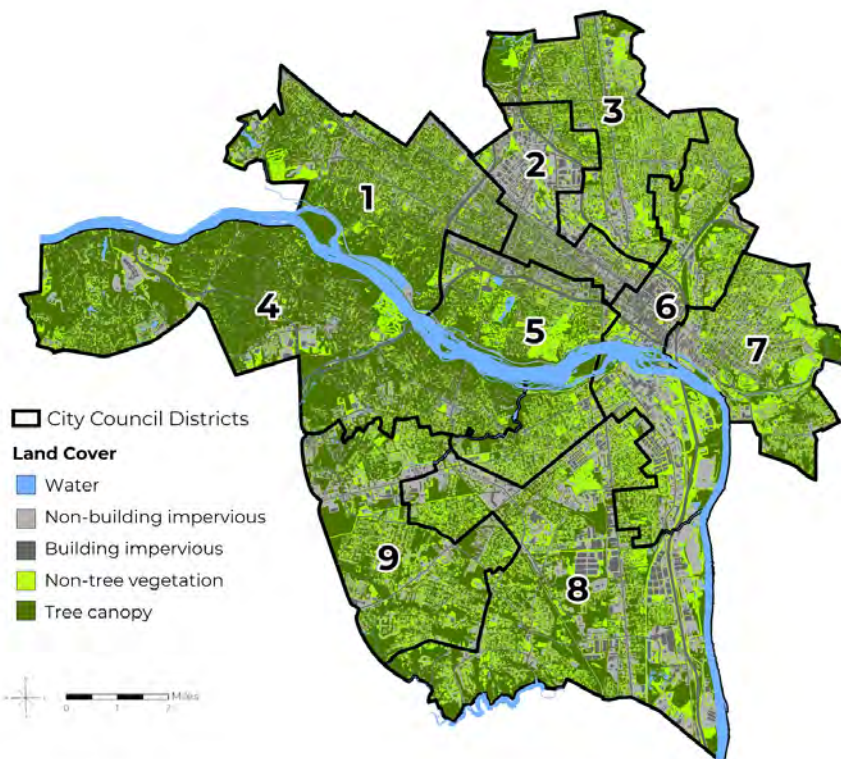 3
2
1
6
4
5
7
City Council Districts
Land Cover
Water
Non-building impervious
Building impervious
Non-tree vegetation
Tree canopy
9
8
Miles
0 1 2